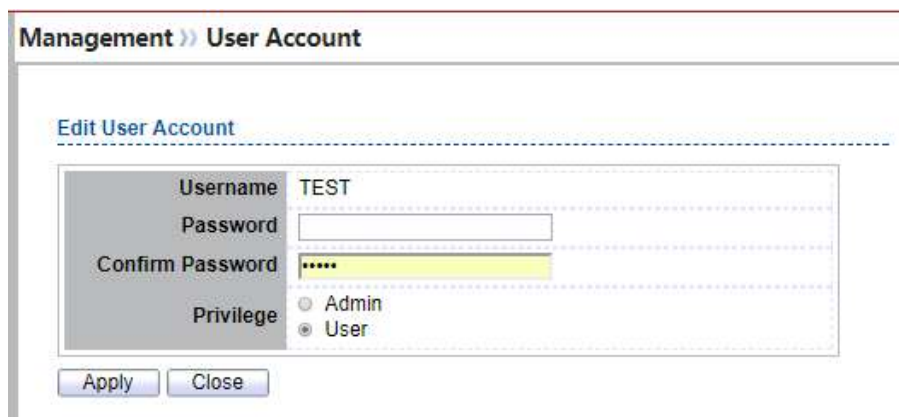 Management » User Account
Edit User Account
Username TEST
Password
Confirm Password •••••
Privilege Admin
User
Apply Close